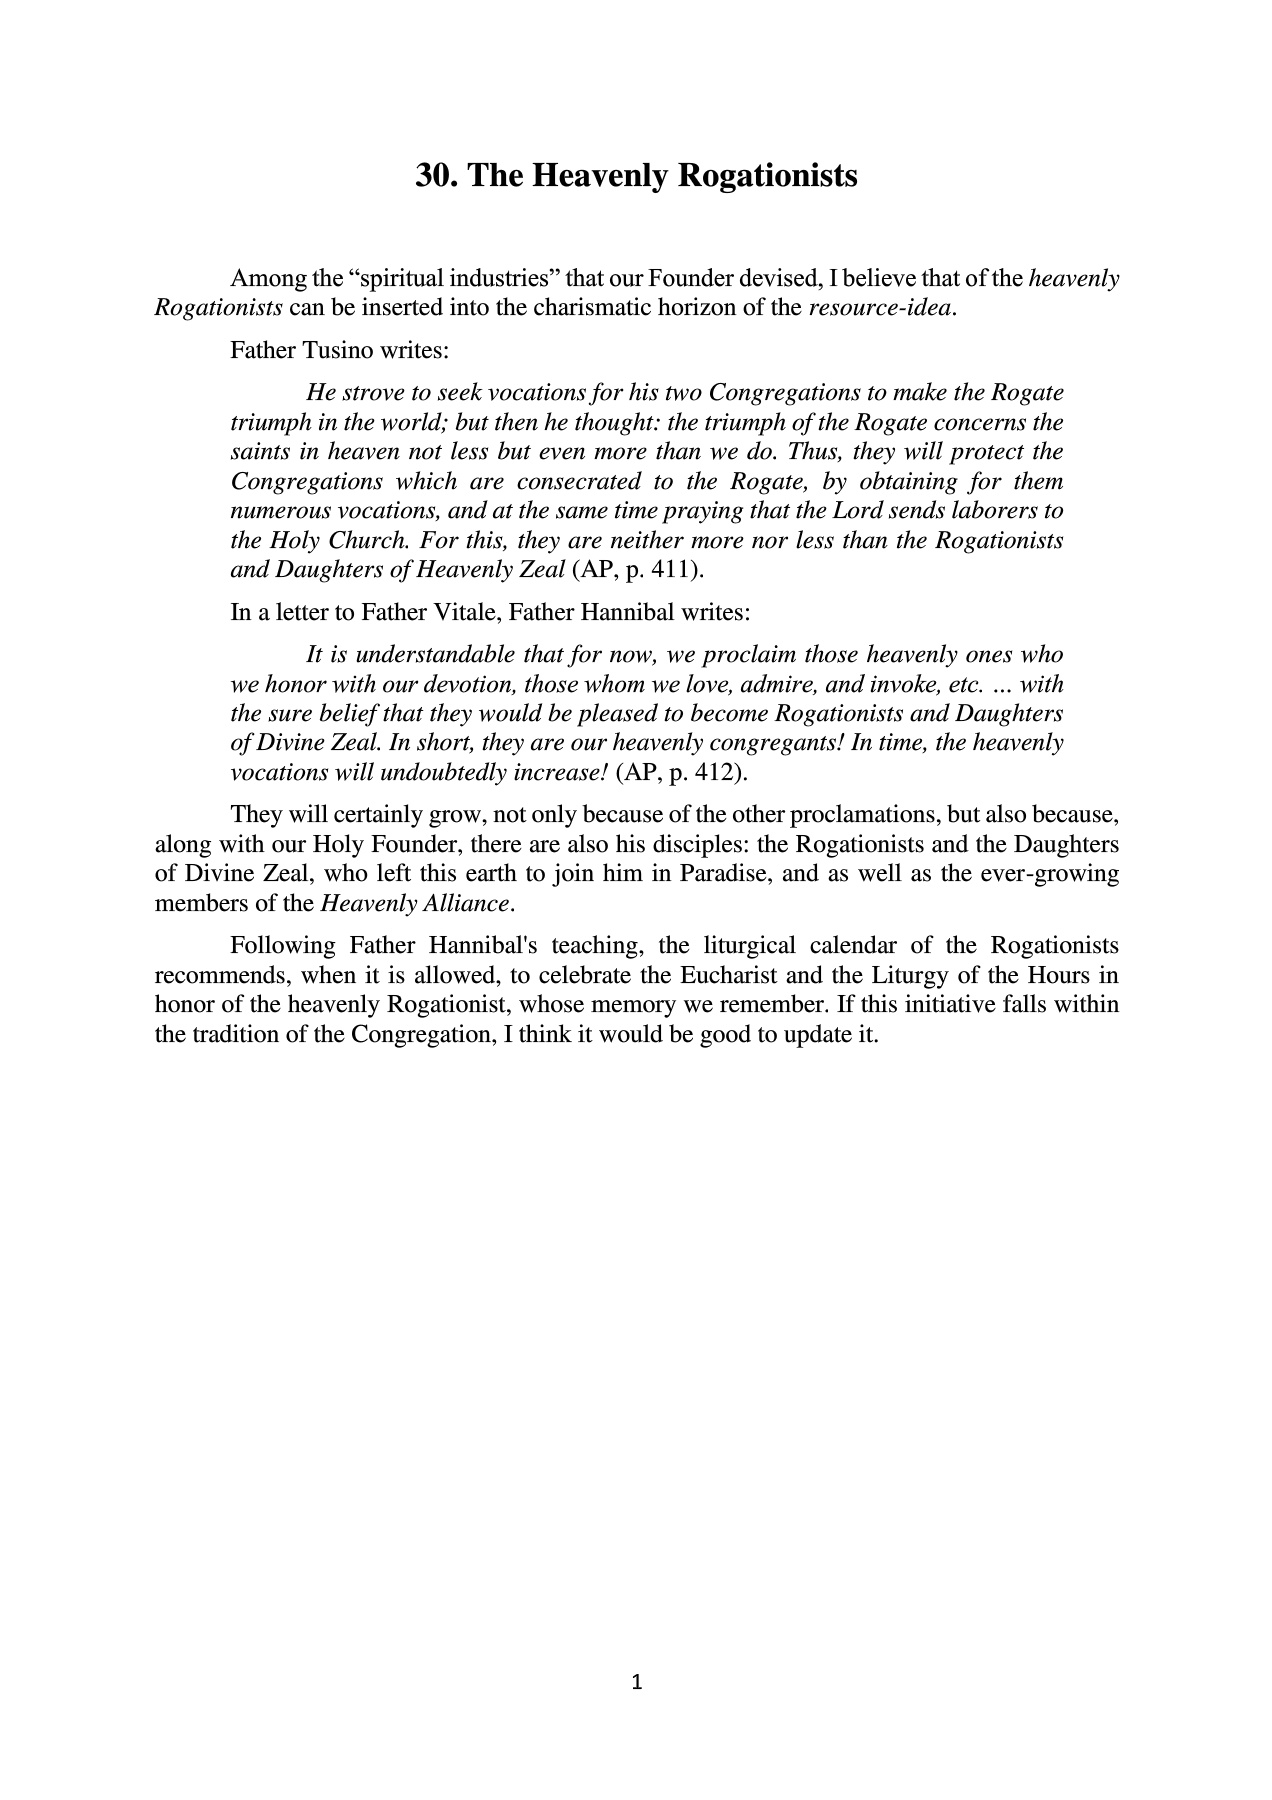 30. The Heavenly Rogationists
Among the “spiritual industries” that our Founder devised, I believe that of the heavenly
Rogationists can be inserted into the charismatic horizon of the resource-idea.
Father Tusino writes:
He strove to seek vocations for his two Congregations to make the Rogate
triumph in the world; but then he thought: the triumph of the Rogate concerns the
saints in heaven not less but even more than we do. Thus, they will protect the
Congregations which are consecrated to the Rogate, by obtaining for them
numerous vocations, and at the same time praying that the Lord sends laborers to
the Holy Church. For this, they are neither more nor less than the Rogationists
and Daughters of Heavenly Zeal (AP, p. 411).
In a letter to Father Vitale, Father Hannibal writes:
It is understandable that for now, we proclaim those heavenly ones who
we honor with our devotion, those whom we love, admire, and invoke, etc. ... with
the sure belief that they would be pleased to become Rogationists and Daughters
of Divine Zeal. In short, they are our heavenly congregants! In time, the heavenly
vocations will undoubtedly increase! (AP, p. 412).
They will certainly grow, not only because of the other proclamations, but also because,
along with our Holy Founder, there are also his disciples: the Rogationists and the Daughters
of Divine Zeal, who left this earth to join him in Paradise, and as well as the ever-growing
members of the Heavenly Alliance.
Following Father Hannibal's teaching, the liturgical calendar of the Rogationists
recommends, when it is allowed, to celebrate the Eucharist and the Liturgy of the Hours in
honor of the heavenly Rogationist, whose memory we remember. If this initiative falls within
the tradition of the Congregation, I think it would be good to update it.
1